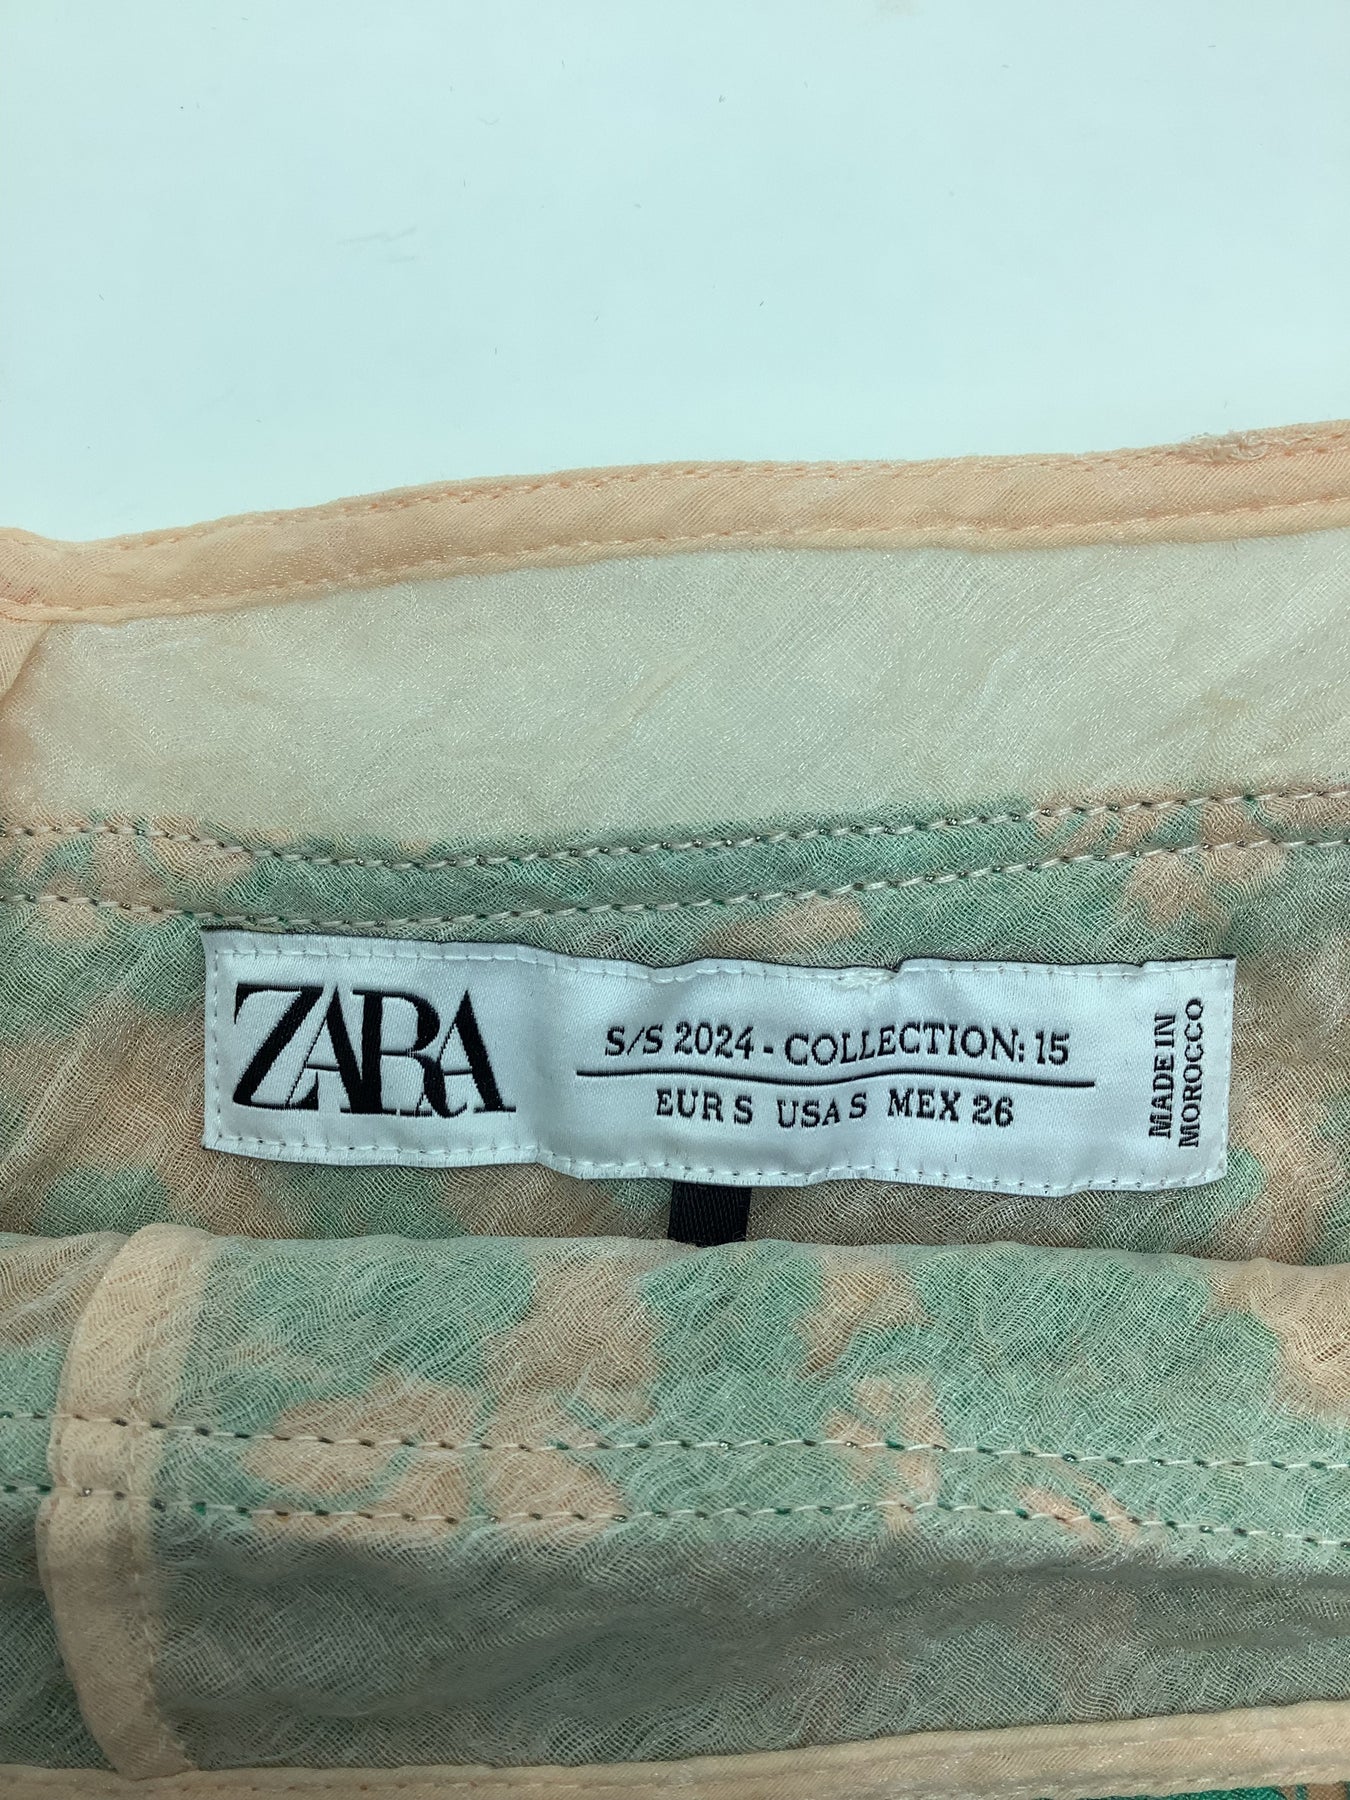 ZARA
S/S 2024 - COLLECTION: 15
EUR S USA S MEX 26
MADE IN
MOROCCO